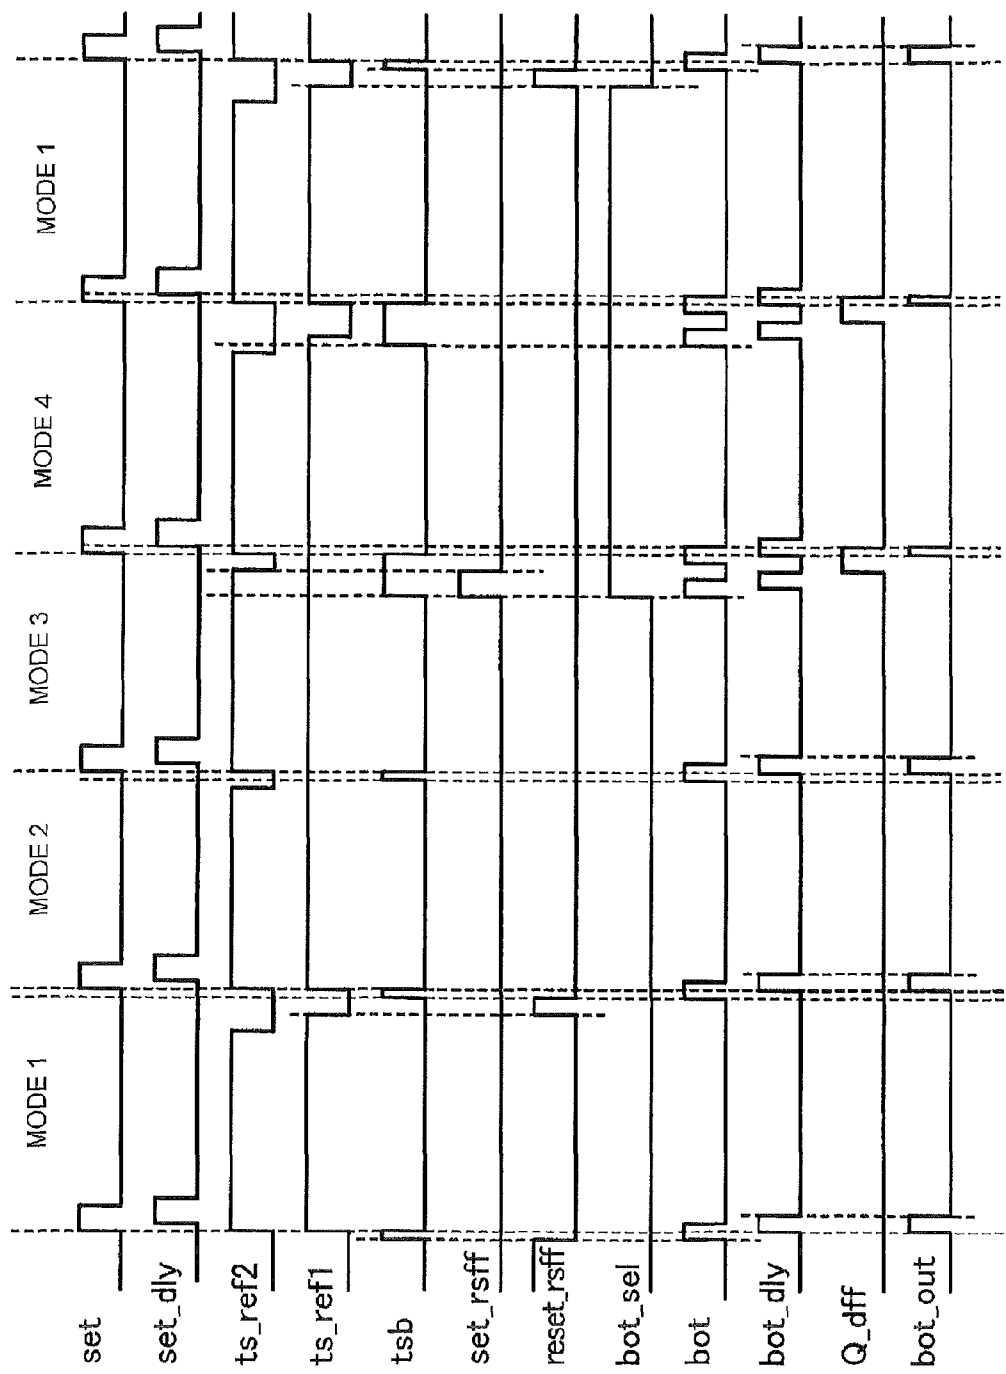 MODE 1
MODE 2
MODE 3
MODE 4
MODE 1
set
set_dly
ts_ref2
ts_ref1
tsb
set_rsff
reset_rsff
bot_sel
bot
bot_dly
Q_dff
bot_out